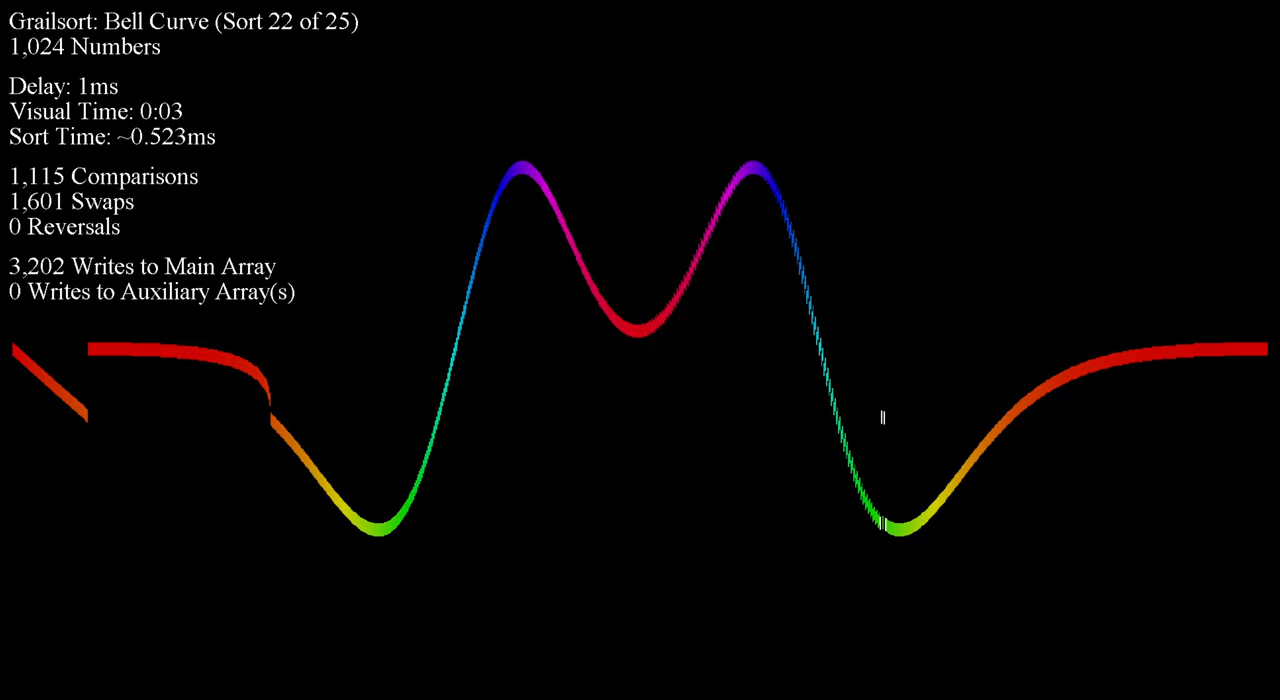 Grailsort: Bell Curve (Sort 22 of 25)
1,024 Numbers
Delay: 1ms
Visual Time: 0:03
Sort Time: ~0.523ms
1,115 Comparisons
1,601 Swaps
0 Reversals
3,202 Writes to Main Array
0 Writes to Auxiliary Array(s)